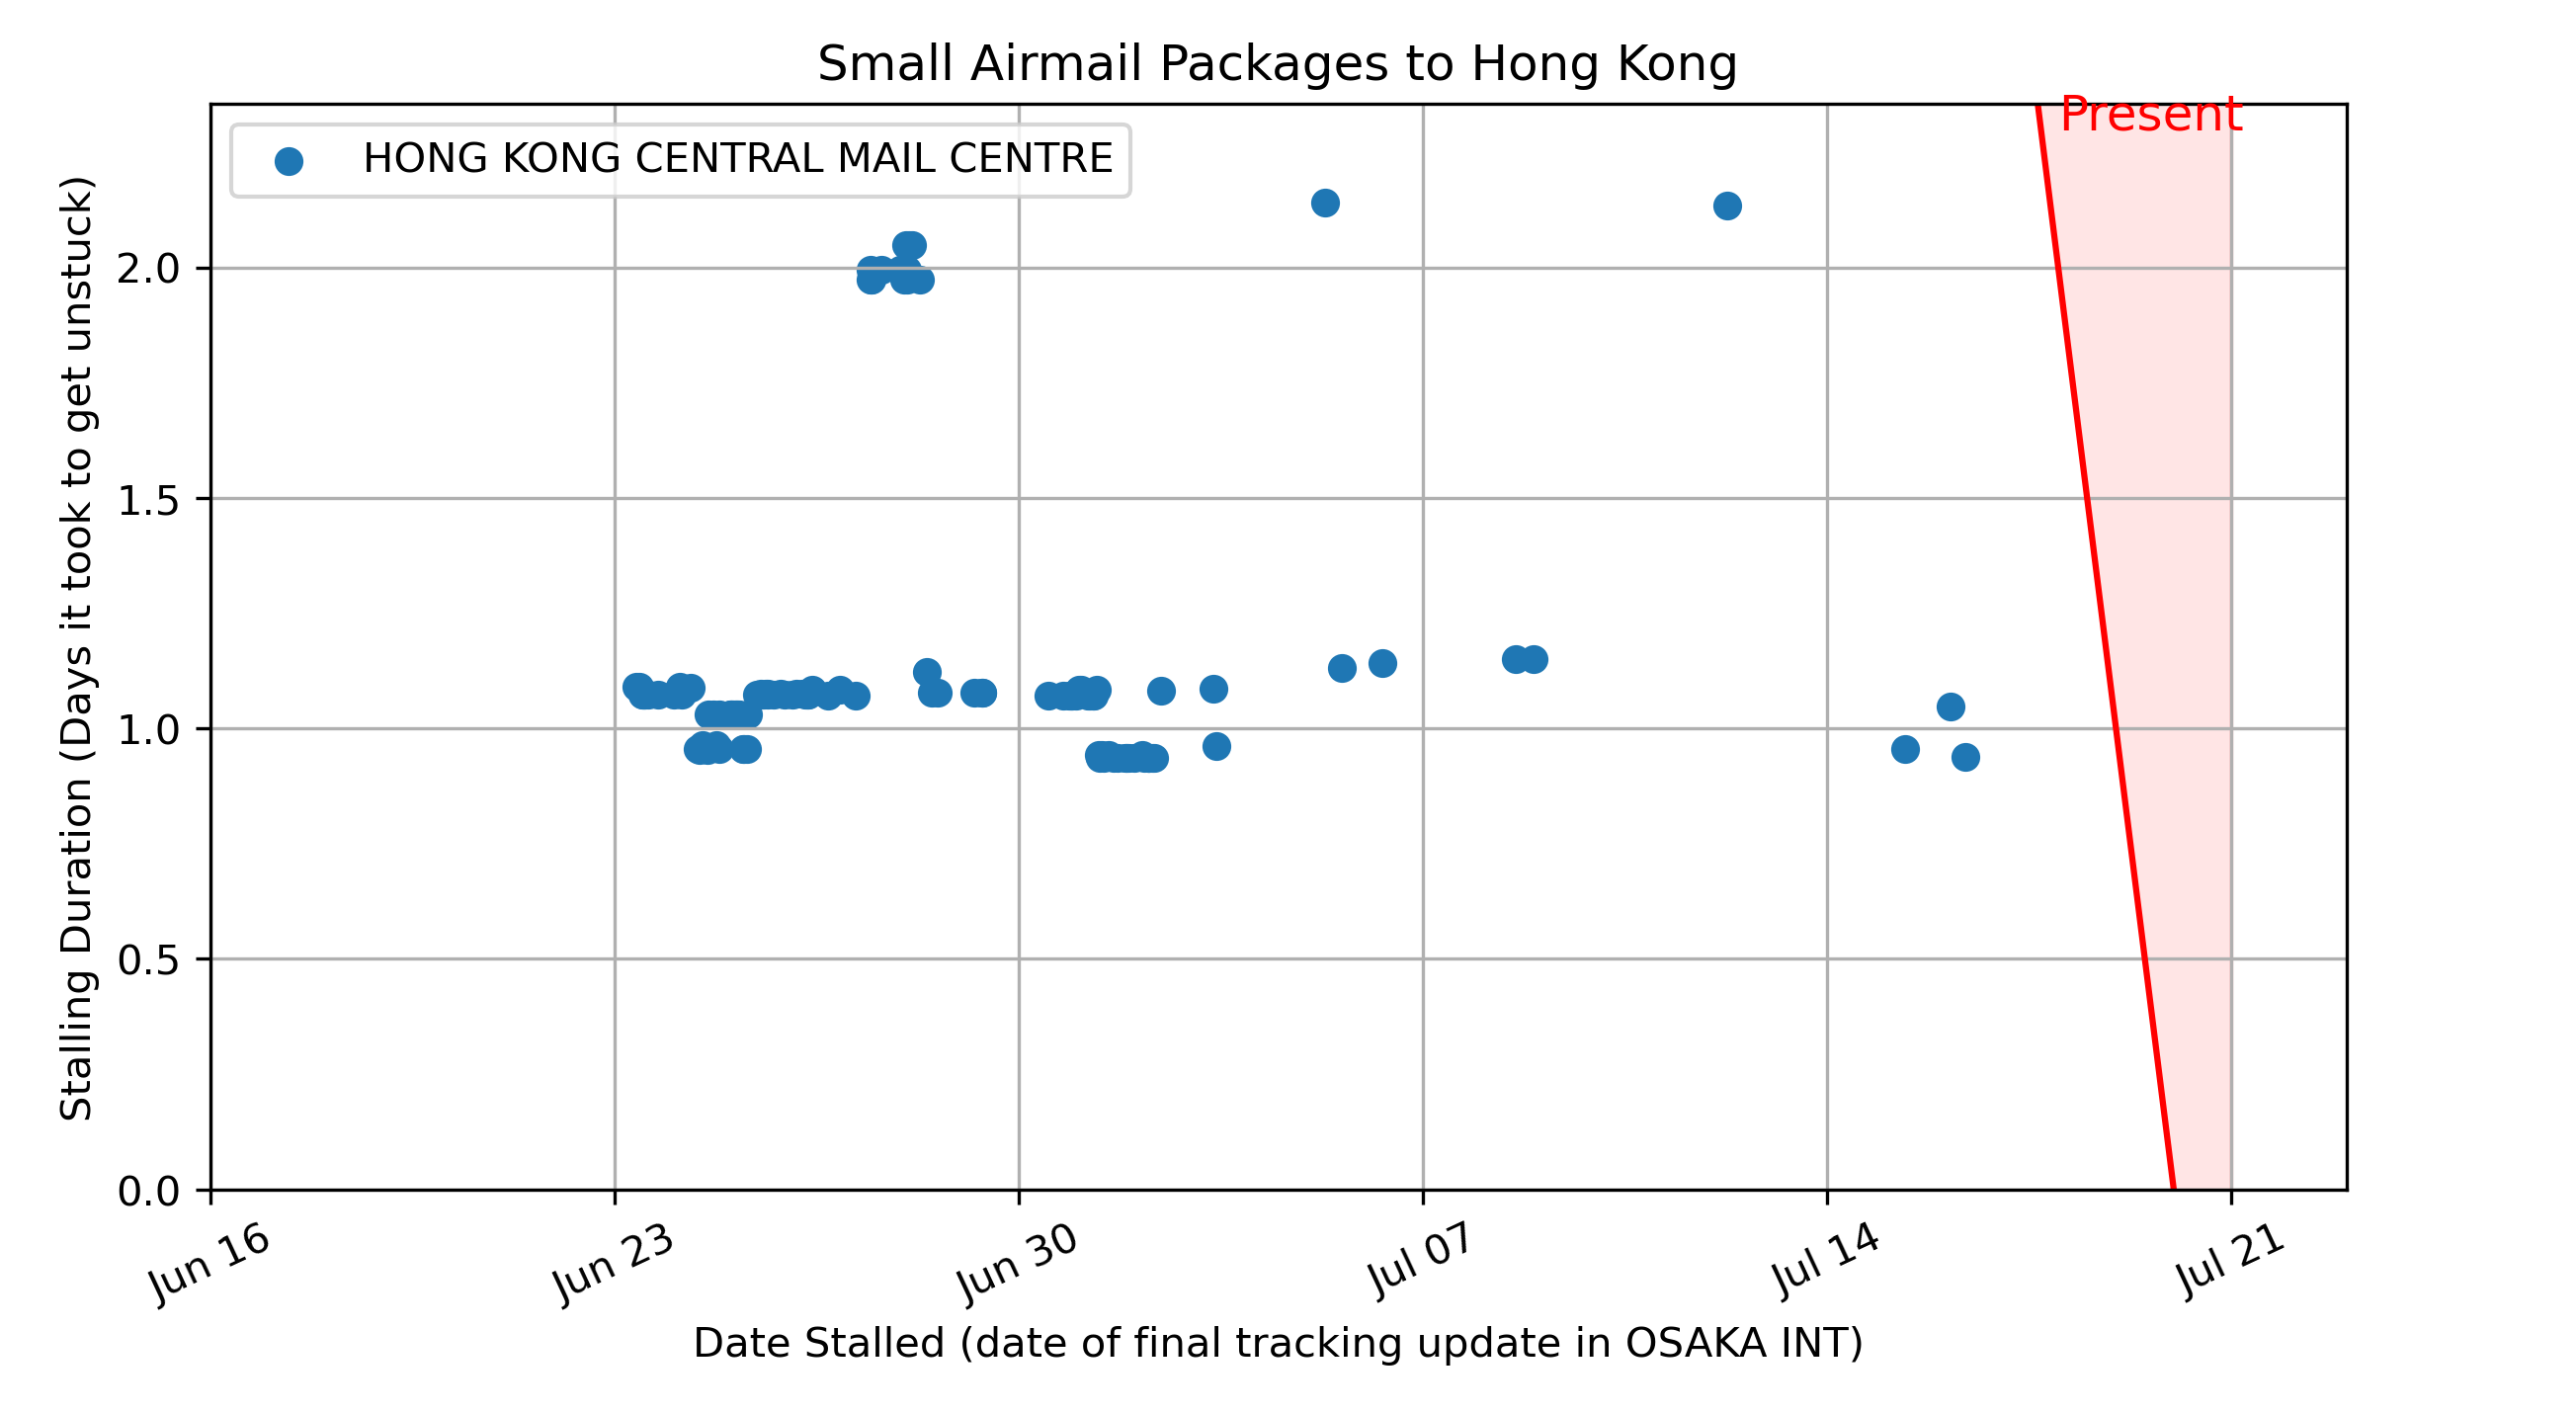 Small Airmail Packages to Hong Kong
Present
HONG KONG CENTRAL MAIL CENTRE
Stalling Duration (Days it took to get unstuck)
2.0
1.5
1.0
0.5
0.0
Jun 16
Jun 23
Jun 30
Jul 07
Jul 14
Jul 21
Date Stalled (date of final tracking update in OSAKA INT)